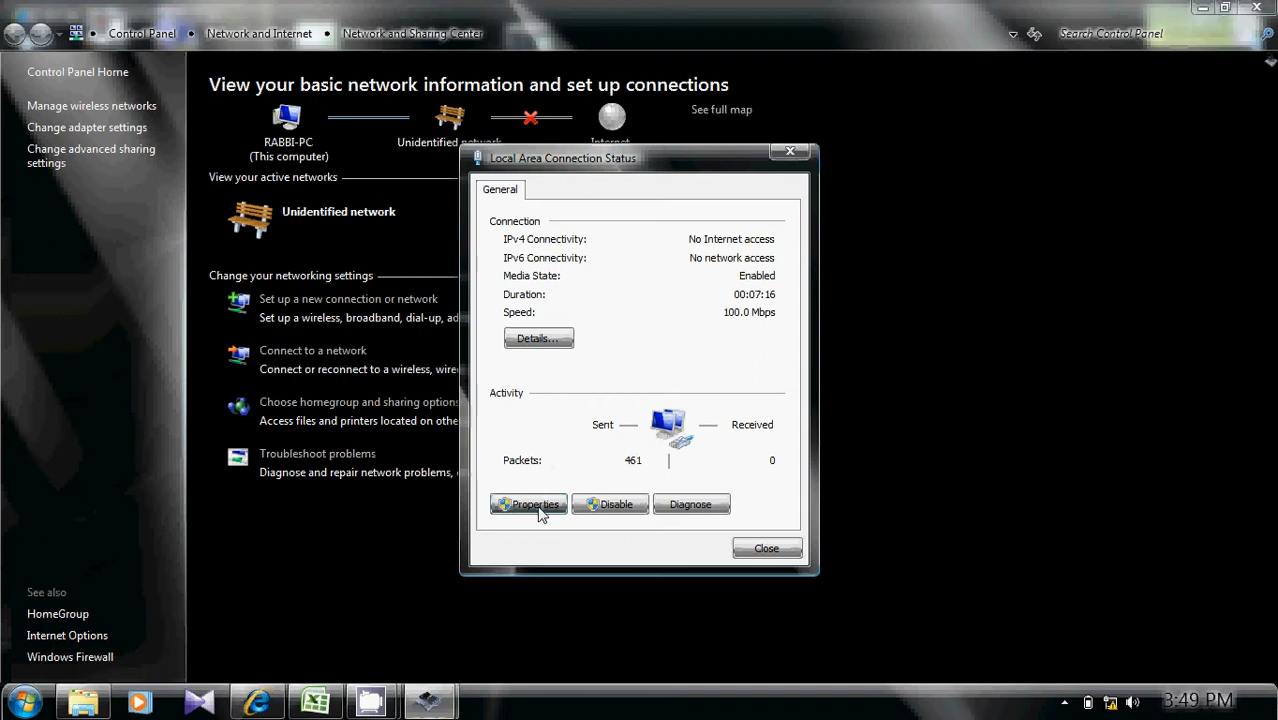 Control Panel
Network and Internet
Network and Sharing Center
Search Control Panel
Control Panel Home
Manage wireless networks
Change adapter settings
Change advanced sharing
settings
See also
HomeGroup
Internet Options
Windows Firewall
View your basic network information and set up connections
See full map
RABBI-PC
(This computer)
Unidentified network
Internet
View your active networks
Unidentified network
Change your networking settings
Set up a new connection or network
Set up a wireless, broadband, dial-up, ad
Connect to a network
Connect or reconnect to a wireless, wire
Choose homegroup and sharing options
Access files and printers located on othe
Troubleshoot problems
Diagnose and repair network problems,
Local Area Connection Status
General
Connection
IPv4 Connectivity: No Internet access
IPv6 Connectivity: No network access
Media State: Enabled
Duration: 00:07:16
Speed: 100.0 Mbps
Details...
Activity
Sent
Received
Packets: 461 0
Properties
Disable
Diagnose
Close
3:49 PM